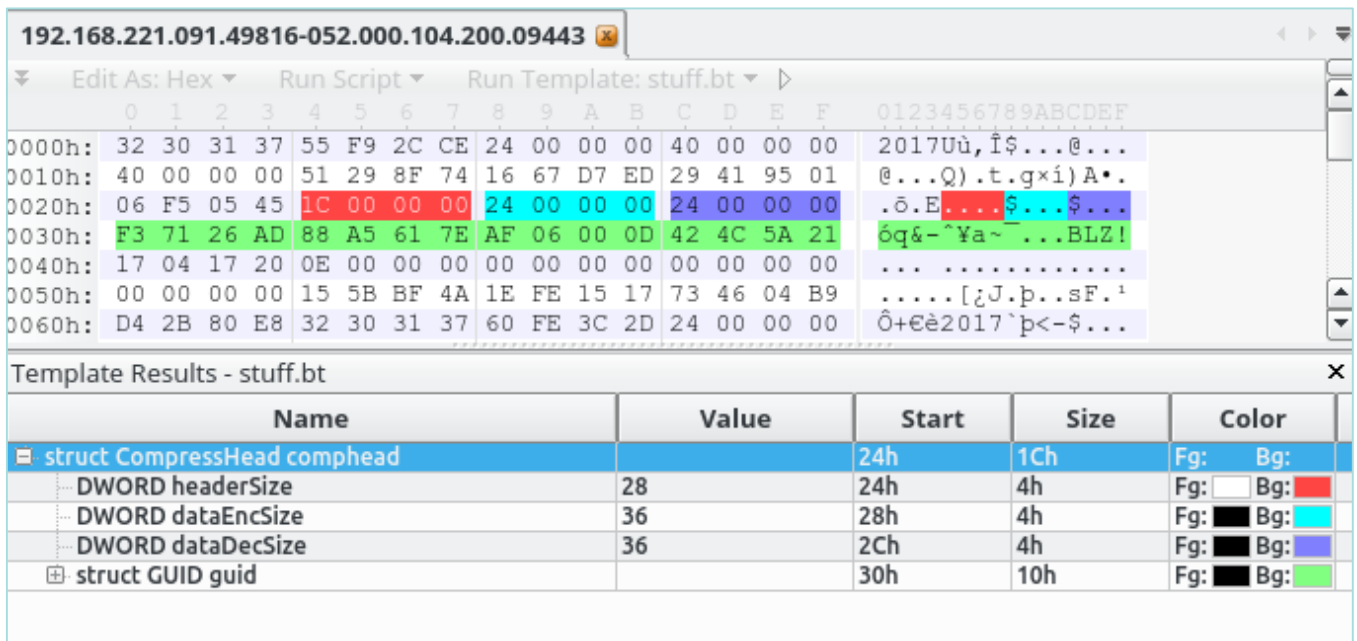 192.168.221.091.49816-052.000.104.200.09443
Edit As: Hex Run Script Run Template: stuff.bt
0 1 2 3 4 5 6 7 8 9 A B C D E F 0123456789ABCDEF
0000h: 32 30 31 37 55 F9 2C CE 24 00 00 00 40 00 00 00 2017Uù,Î$...@...
0010h: 40 00 00 00 51 29 8F 74 16 67 D7 ED 29 41 95 01 @...Q).t.g×í)A•.
0020h: 06 F5 05 45 1C 00 00 00 24 00 00 00 24 00 00 00 .õ.E....$...$...
0030h: F3 71 26 AD 88 A5 61 7E AF 06 00 0D 42 4C 5A 21 óq&-ˆ¥a~¯...BLZ!
0040h: 17 04 17 20 0E 00 00 00 00 00 00 00 00 00 00 00 ... ............
0050h: 00 00 00 00 15 5B BF 4A 1E FE 15 17 73 46 04 B9 .....[¿J.þ..sF.¹
0060h: D4 2B 80 E8 32 30 31 37 60 FE 3C 2D 24 00 00 00 Ô+€è2017`þ<-$...
Template Results - stuff.bt
Name Value Start Size Color
struct CompressHead comphead 24h 1Ch Fg: Bg:
DWORD headerSize 28 24h 4h Fg: Bg:
DWORD dataEncSize 36 28h 4h Fg: Bg:
DWORD dataDecSize 36 2Ch 4h Fg: Bg:
struct GUID guid 30h 10h Fg: Bg: